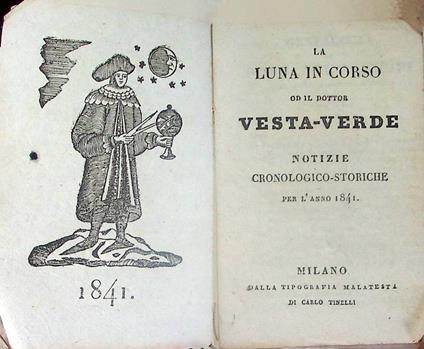 1841.
LA
LUNA IN CORSO
OD IL DOTTOR
VESTA-VERDE
NOTIZIE
CRONOLOGICO-STORICHE
PER L'ANNO 1841.
MILANO
DALLA TIPOGRAFIA MALATESTA
DI CARLO TINELLI